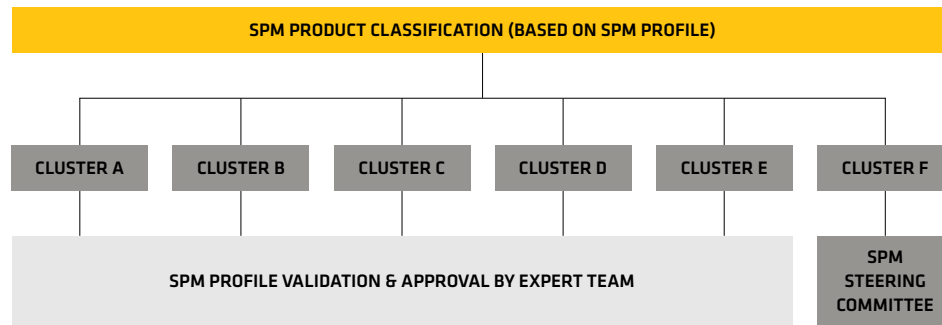 SPM PRODUCT CLASSIFICATION (BASED ON SPM PROFILE)
CLUSTER A
CLUSTER B
CLUSTER C
CLUSTER D
CLUSTER E
CLUSTER F
SPM PROFILE VALIDATION & APPROVAL BY EXPERT TEAM
SPM
STEERING
COMMITTEE